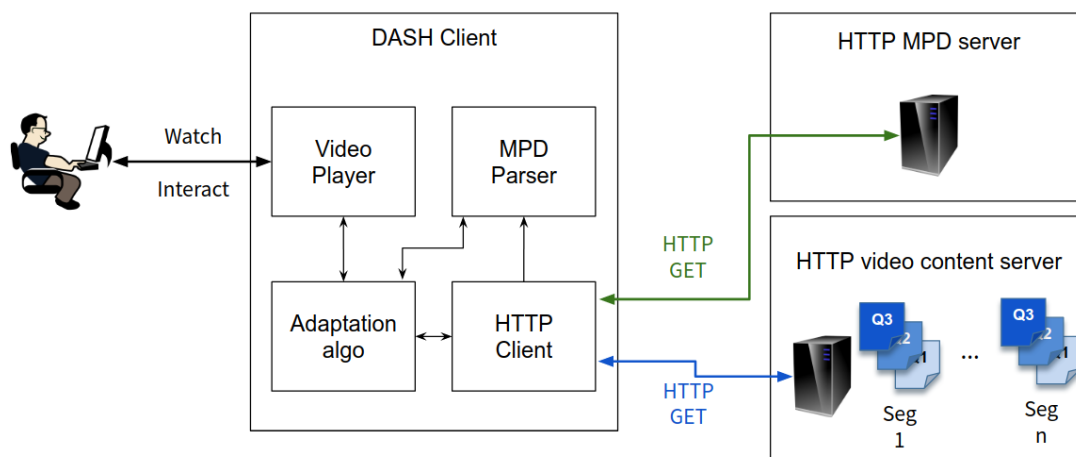 DASH Client
HTTP MPD server
Watch
Interact
Video
Player
MPD
Parser
HTTP
GET
HTTP video content server
Adaptation
algo
HTTP
Client
Q3
Q3
...
HTTP
GET
Seg
1
Seg
n